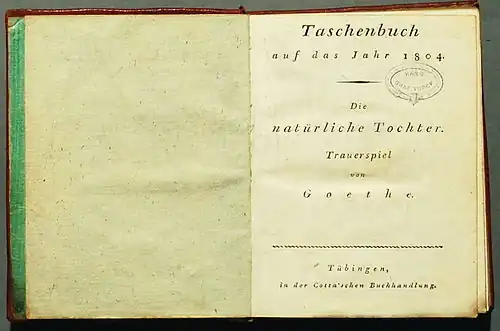 Taschenbuch
auf das Jahr 1804.
Die
natürliche Tochter.
Trauerspiel
von
Goethe.
Tübingen,
in der Cotta'schen Buchhandlung.